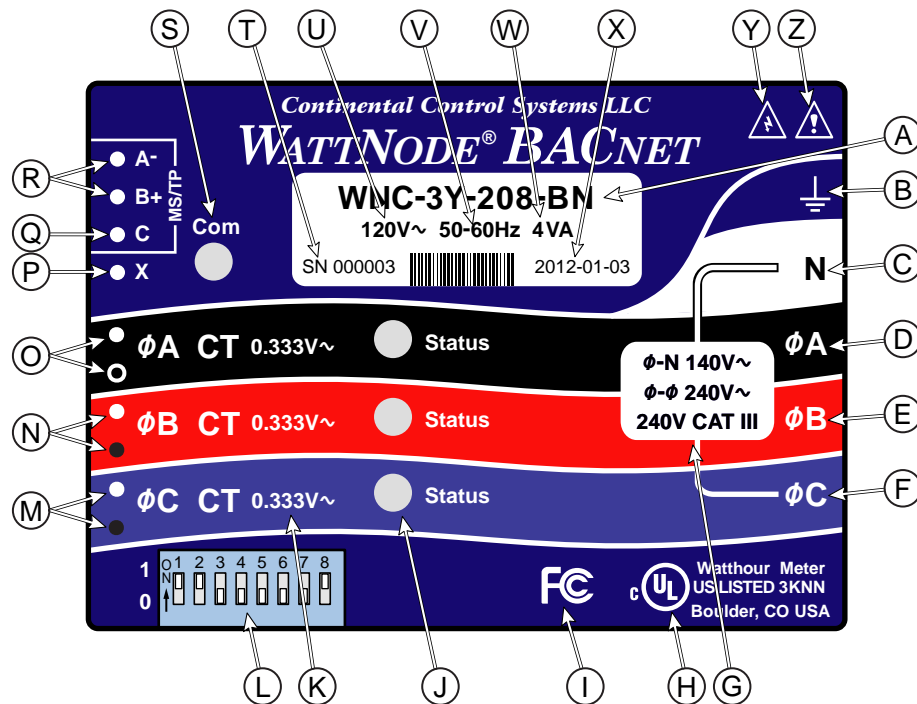 S T U V W X Y Z
Continental Control Systems LLC
WATTNODE® BACNET
A
R A-
B+
MS/TP
Q C
P X
Com
WNC-3Y-208-BN
120V~ 50-60Hz 4VA
SN 000003 2012-01-03
B
N C
O ϕA CT 0.333V~ Status ϕA D
ϕ-N 140V~
ϕ-ϕ 240V~
240V CAT III
N ϕB CT 0.333V~ Status ϕB E
M ϕC CT 0.333V~ Status ϕC F
1
0
ON
1 2 3 4 5 6 7 8
FC
C UL
Watthour Meter
US LISTED 3KNN
Boulder, CO USA
L K J I H G